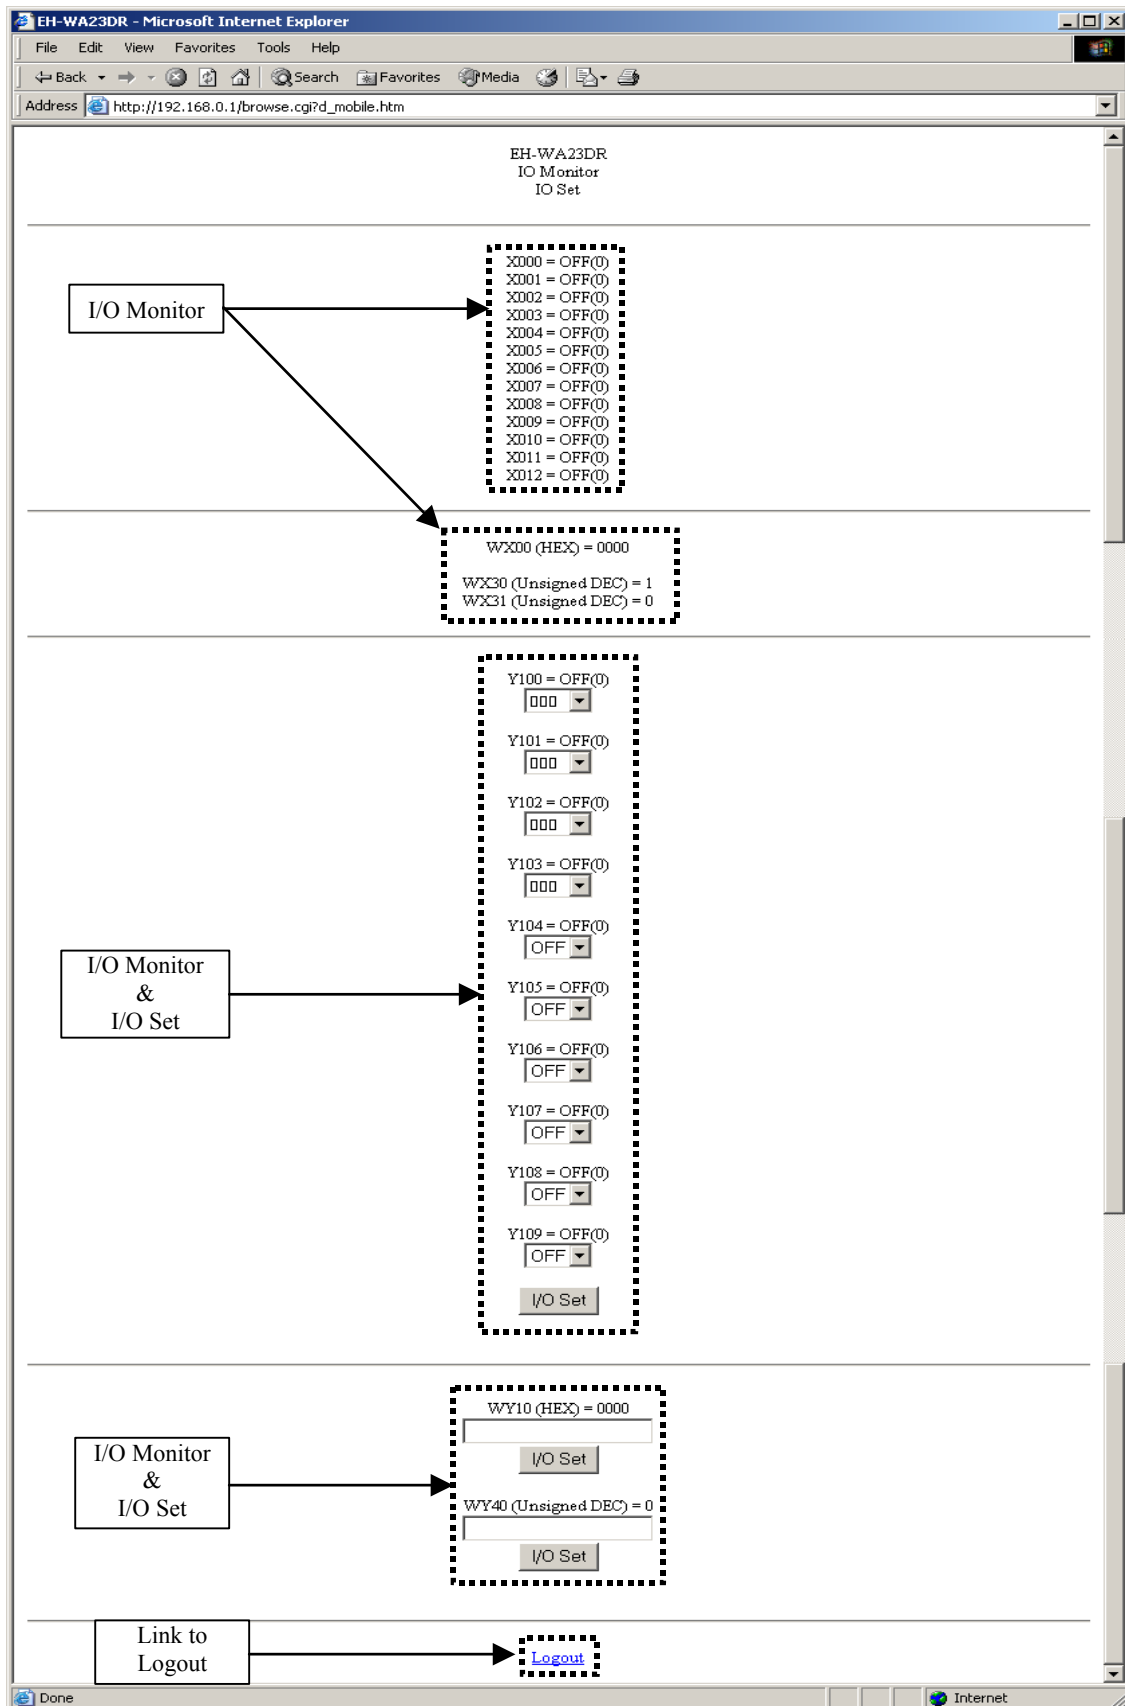 EH-WA23DR - Microsoft Internet Explorer
File Edit View Favorites Tools Help
Back Search Favorites Media
Address http://192.168.0.1/browse.cgi?d_mobile.htm
EH-WA23DR
IO Monitor
IO Set
I/O Monitor
X000 = OFF(0)
X001 = OFF(0)
X002 = OFF(0)
X003 = OFF(0)
X004 = OFF(0)
X005 = OFF(0)
X006 = OFF(0)
X007 = OFF(0)
X008 = OFF(0)
X009 = OFF(0)
X010 = OFF(0)
X011 = OFF(0)
X012 = OFF(0)
WX00 (HEX) = 0000
WX30 (Unsigned DEC) = 1
WX31 (Unsigned DEC) = 0
I/O Monitor
&
I/O Set
Y100 = OFF(0)
▯▯▯
Y101 = OFF(0)
▯▯▯
Y102 = OFF(0)
▯▯▯
Y103 = OFF(0)
▯▯▯
Y104 = OFF(0)
OFF
Y105 = OFF(0)
OFF
Y106 = OFF(0)
OFF
Y107 = OFF(0)
OFF
Y108 = OFF(0)
OFF
Y109 = OFF(0)
OFF
I/O Set
I/O Monitor
&
I/O Set
WY10 (HEX) = 0000
I/O Set
WY40 (Unsigned DEC) = 0
I/O Set
Link to
Logout
Logout
Done Internet